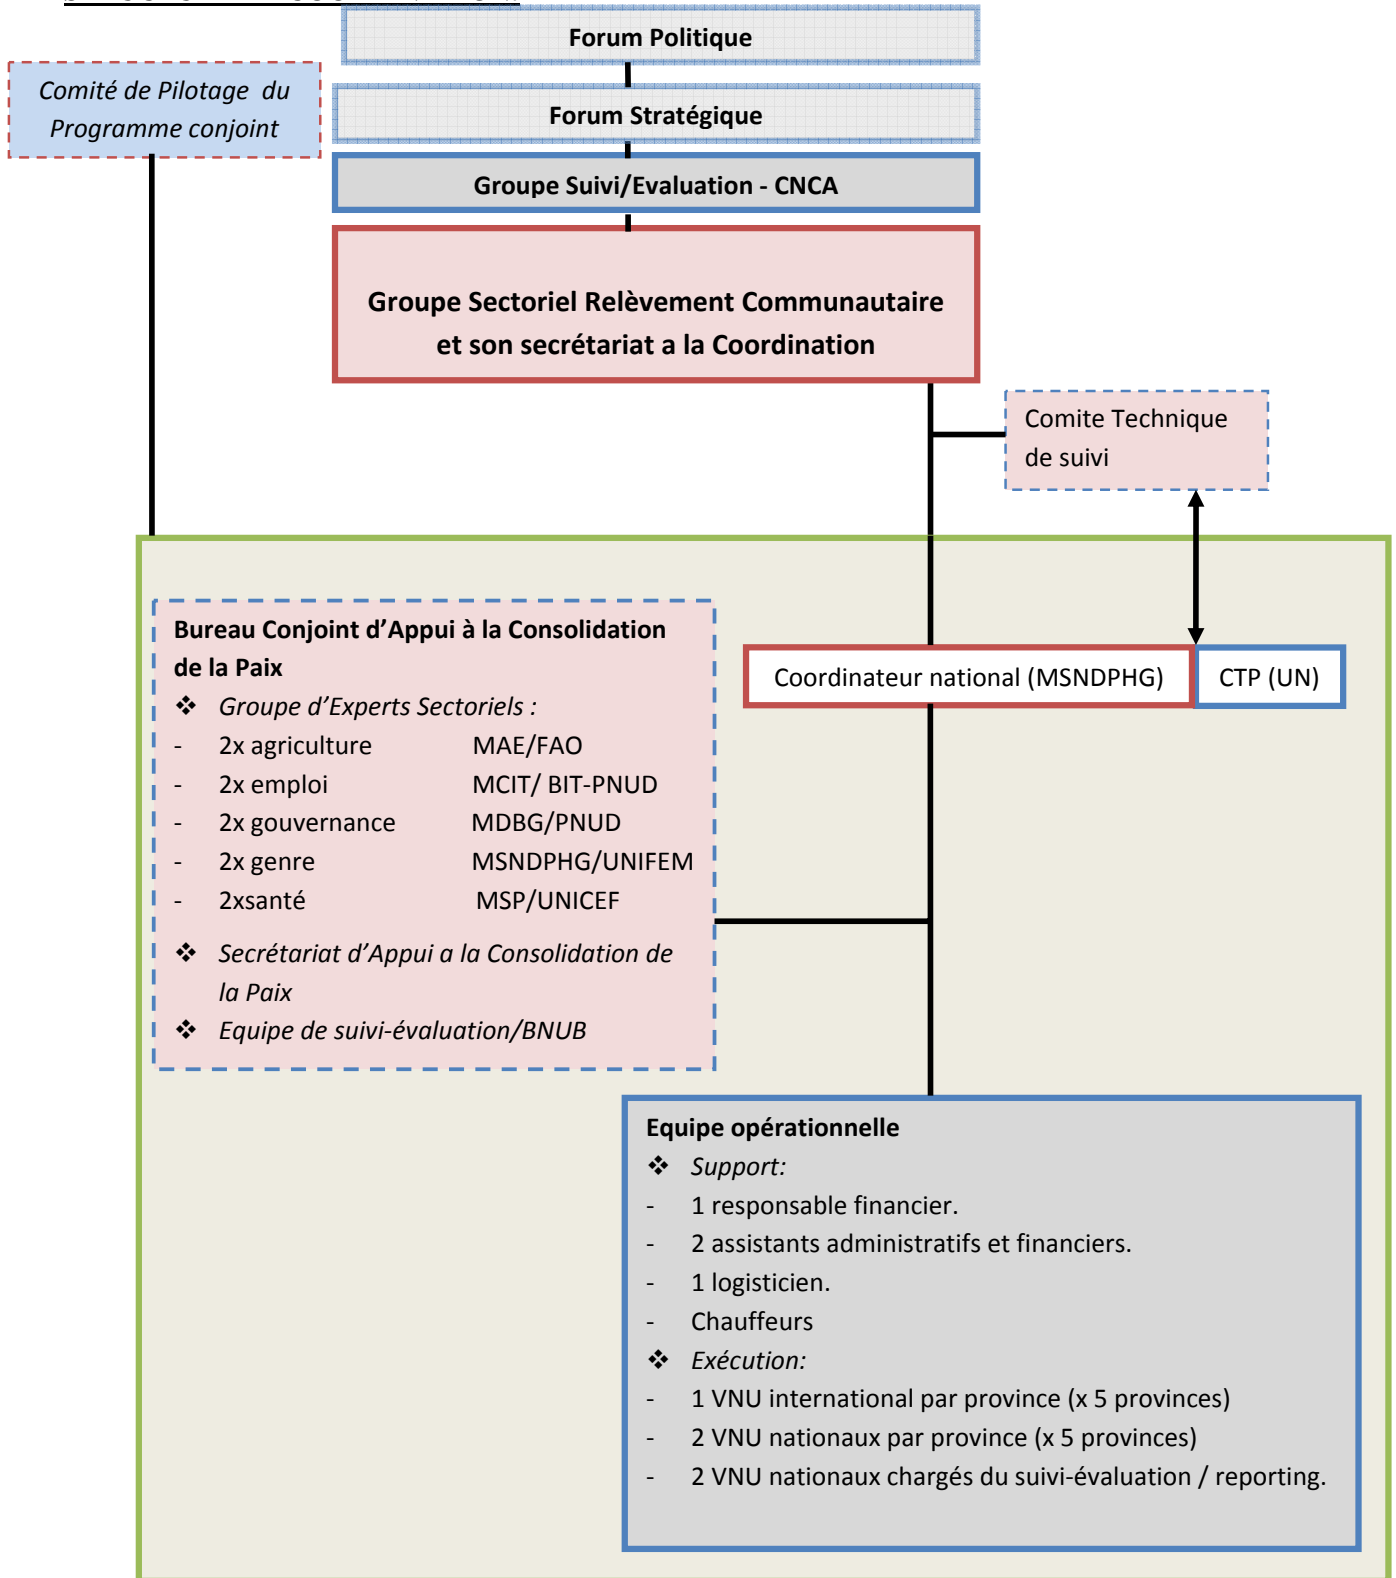 Forum Politique
Comité de Pilotage du
Programme conjoint
Forum Stratégique
Groupe Suivi/Evaluation - CNCA
Groupe Sectoriel Relèvement Communautaire
et son secrétariat a la Coordination
Comite Technique
de suivi
Bureau Conjoint d’Appui à la Consolidation
de la Paix
❖ Groupe d’Experts Sectoriels :
- 2x agriculture MAE/FAO
- 2x emploi MCIT/ BIT-PNUD
- 2x gouvernance MDBG/PNUD
- 2x genre MSNDPHG/UNIFEM
- 2xsanté MSP/UNICEF
❖ Secrétariat d’Appui a la Consolidation de
la Paix
❖ Equipe de suivi-évaluation/BNUB
Coordinateur national (MSNDPHG)
CTP (UN)
Equipe opérationnelle
❖ Support:
- 1 responsable financier.
- 2 assistants administratifs et financiers.
- 1 logisticien.
- Chauffeurs
❖ Exécution:
- 1 VNU international par province (x 5 provinces)
- 2 VNU nationaux par province (x 5 provinces)
- 2 VNU nationaux chargés du suivi-évaluation / reporting.